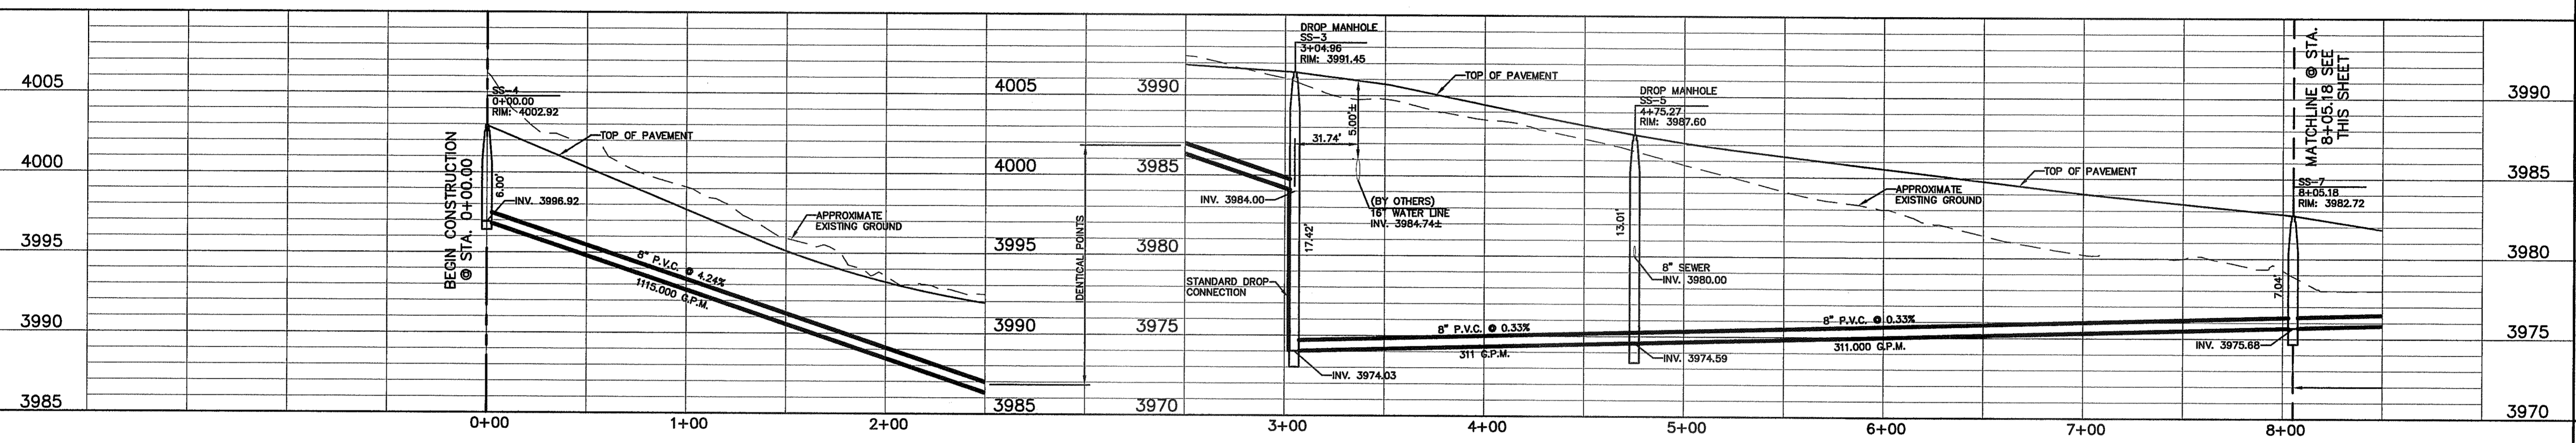 4005
4000
3995
3990
3985
BEGIN CONSTRUCTION
@ STA. 0+00.00
SS-4
0+00.00
RIM: 4002.92
6.00'
INV. 3996.92
TOP OF PAVEMENT
APPROXIMATE
EXISTING GROUND
8" P.V.C. @ 4.24%
1115.000 G.P.M.
4005
4000
3995
3990
3985
IDENTICAL POINTS
3990
3985
3980
3975
3970
DROP MANHOLE
SS-3
3+04.96
RIM: 3991.45
TOP OF PAVEMENT
31.74'
5.00'±
INV. 3984.00
(BY OTHERS)
16" WATER LINE
INV. 3984.74±
17.42'
STANDARD DROP
CONNECTION
INV. 3974.03
8" P.V.C. @ 0.33%
311 G.P.M.
DROP MANHOLE
SS-5
4+75.27
RIM: 3987.60
13.01'
8" SEWER
INV. 3980.00
INV. 3974.59
8" P.V.C. @ 0.33%
311.000 G.P.M.
APPROXIMATE
EXISTING GROUND
TOP OF PAVEMENT
MATCHLINE @ STA.
8+05.18 SEE
THIS SHEET
SS-7
8+05.18
RIM: 3982.72
7.04'
INV. 3975.68
3990
3985
3980
3975
3970
0+00
1+00
2+00
3+00
4+00
5+00
6+00
7+00
8+00